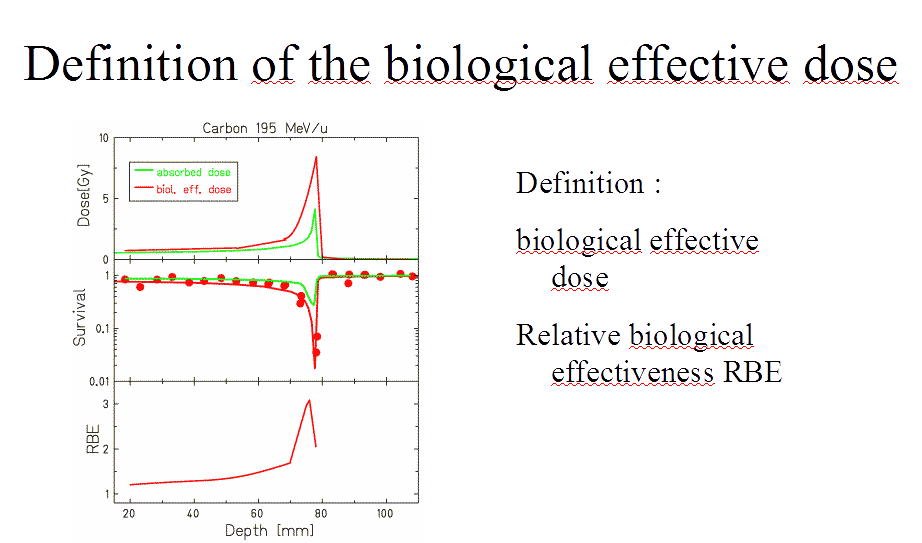 Definition of the biological effective dose
Carbon 195 MeV/u
10
5
0
Dose[Gy]
absorbed dose
biol. eff. dose
1
0.1
0.01
Survival
3
2
1
RBE
20 40 60 80 100
Depth [mm]
Definition :
biological effective
dose
Relative biological
effectiveness RBE